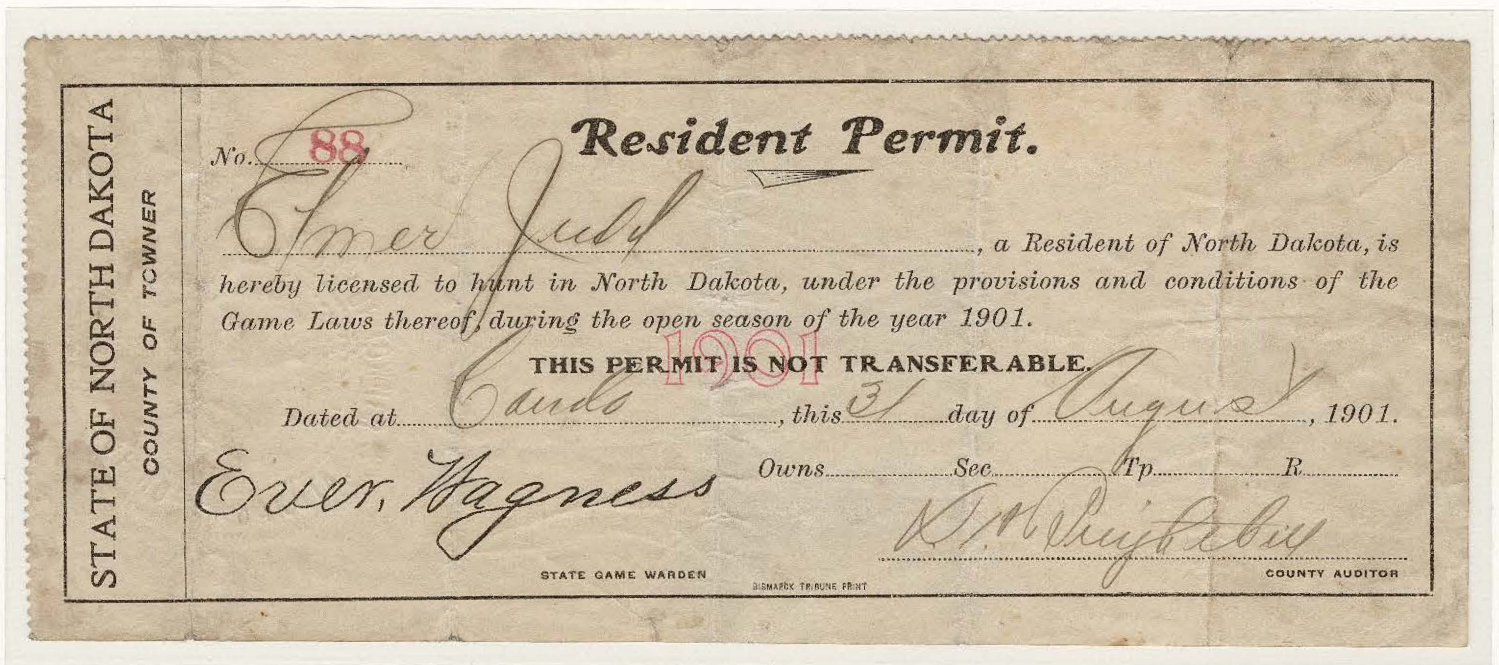 STATE OF NORTH DAKOTA
COUNTY OF TOWNER
No. 88
Resident Permit.
Elmer Judd, a Resident of North Dakota, is
hereby licensed to hunt in North Dakota, under the provisions and conditions of the
Game Laws thereof, during the open season of the year 1901.
1901
THIS PERMIT IS NOT TRANSFERABLE.
Dated at Cando, this 31 day of August, 1901.
Owns Sec. Tp. R
Ever. Wagness
STATE GAME WARDEN
BISMARCK TRIBUNE PRINT
COUNTY AUDITOR